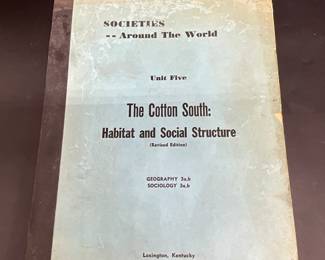 SOCIETIES
-- Around The World
Unit Five
The Cotton South:
Habitat and Social Structure
(Revised Edition)
GEOGRAPHY 3a,b
SOCIOLOGY 3a,b
Lexington, Kentucky